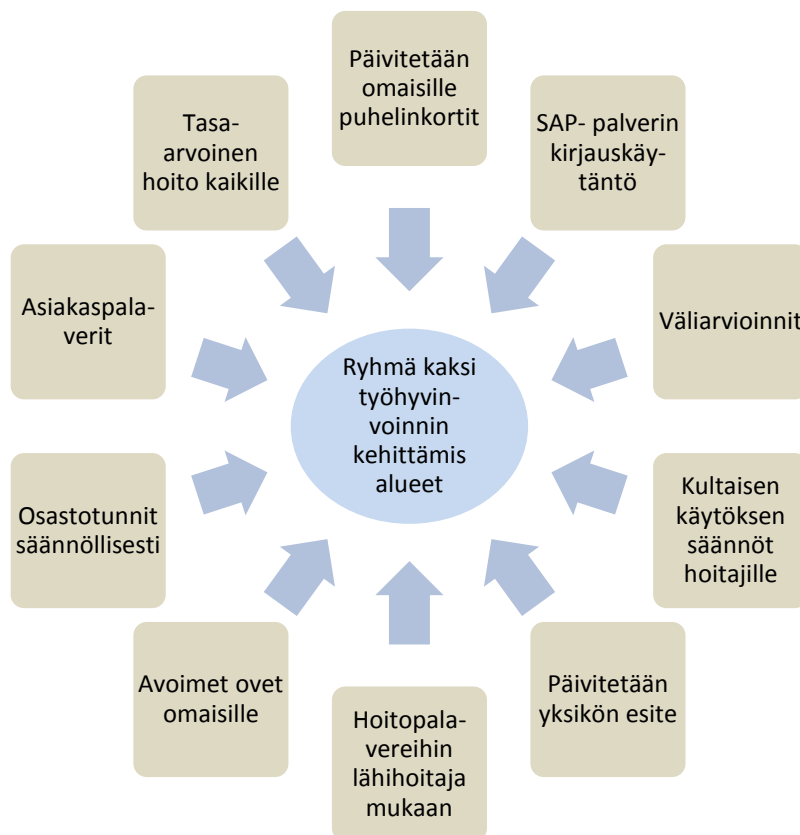 Päivitetään
omaisille
puhelinkortit
SAP- palverin
kirjauskäy-
täntö
Väliarvioinnit
Kultaisen
käytöksen
säännöt
hoitajille
Päivitetään
yksikön esite
Hoitopala-
vereihin
lähihoitaja
mukaan
Avoimet ovet
omaisille
Osastotunnit
säännöllisesti
Asiakaspala-
verit
Tasa-
arvoinen
hoito kaikille
Ryhmä kaksi
työhyvin-
voinnin
kehittämis
alueet